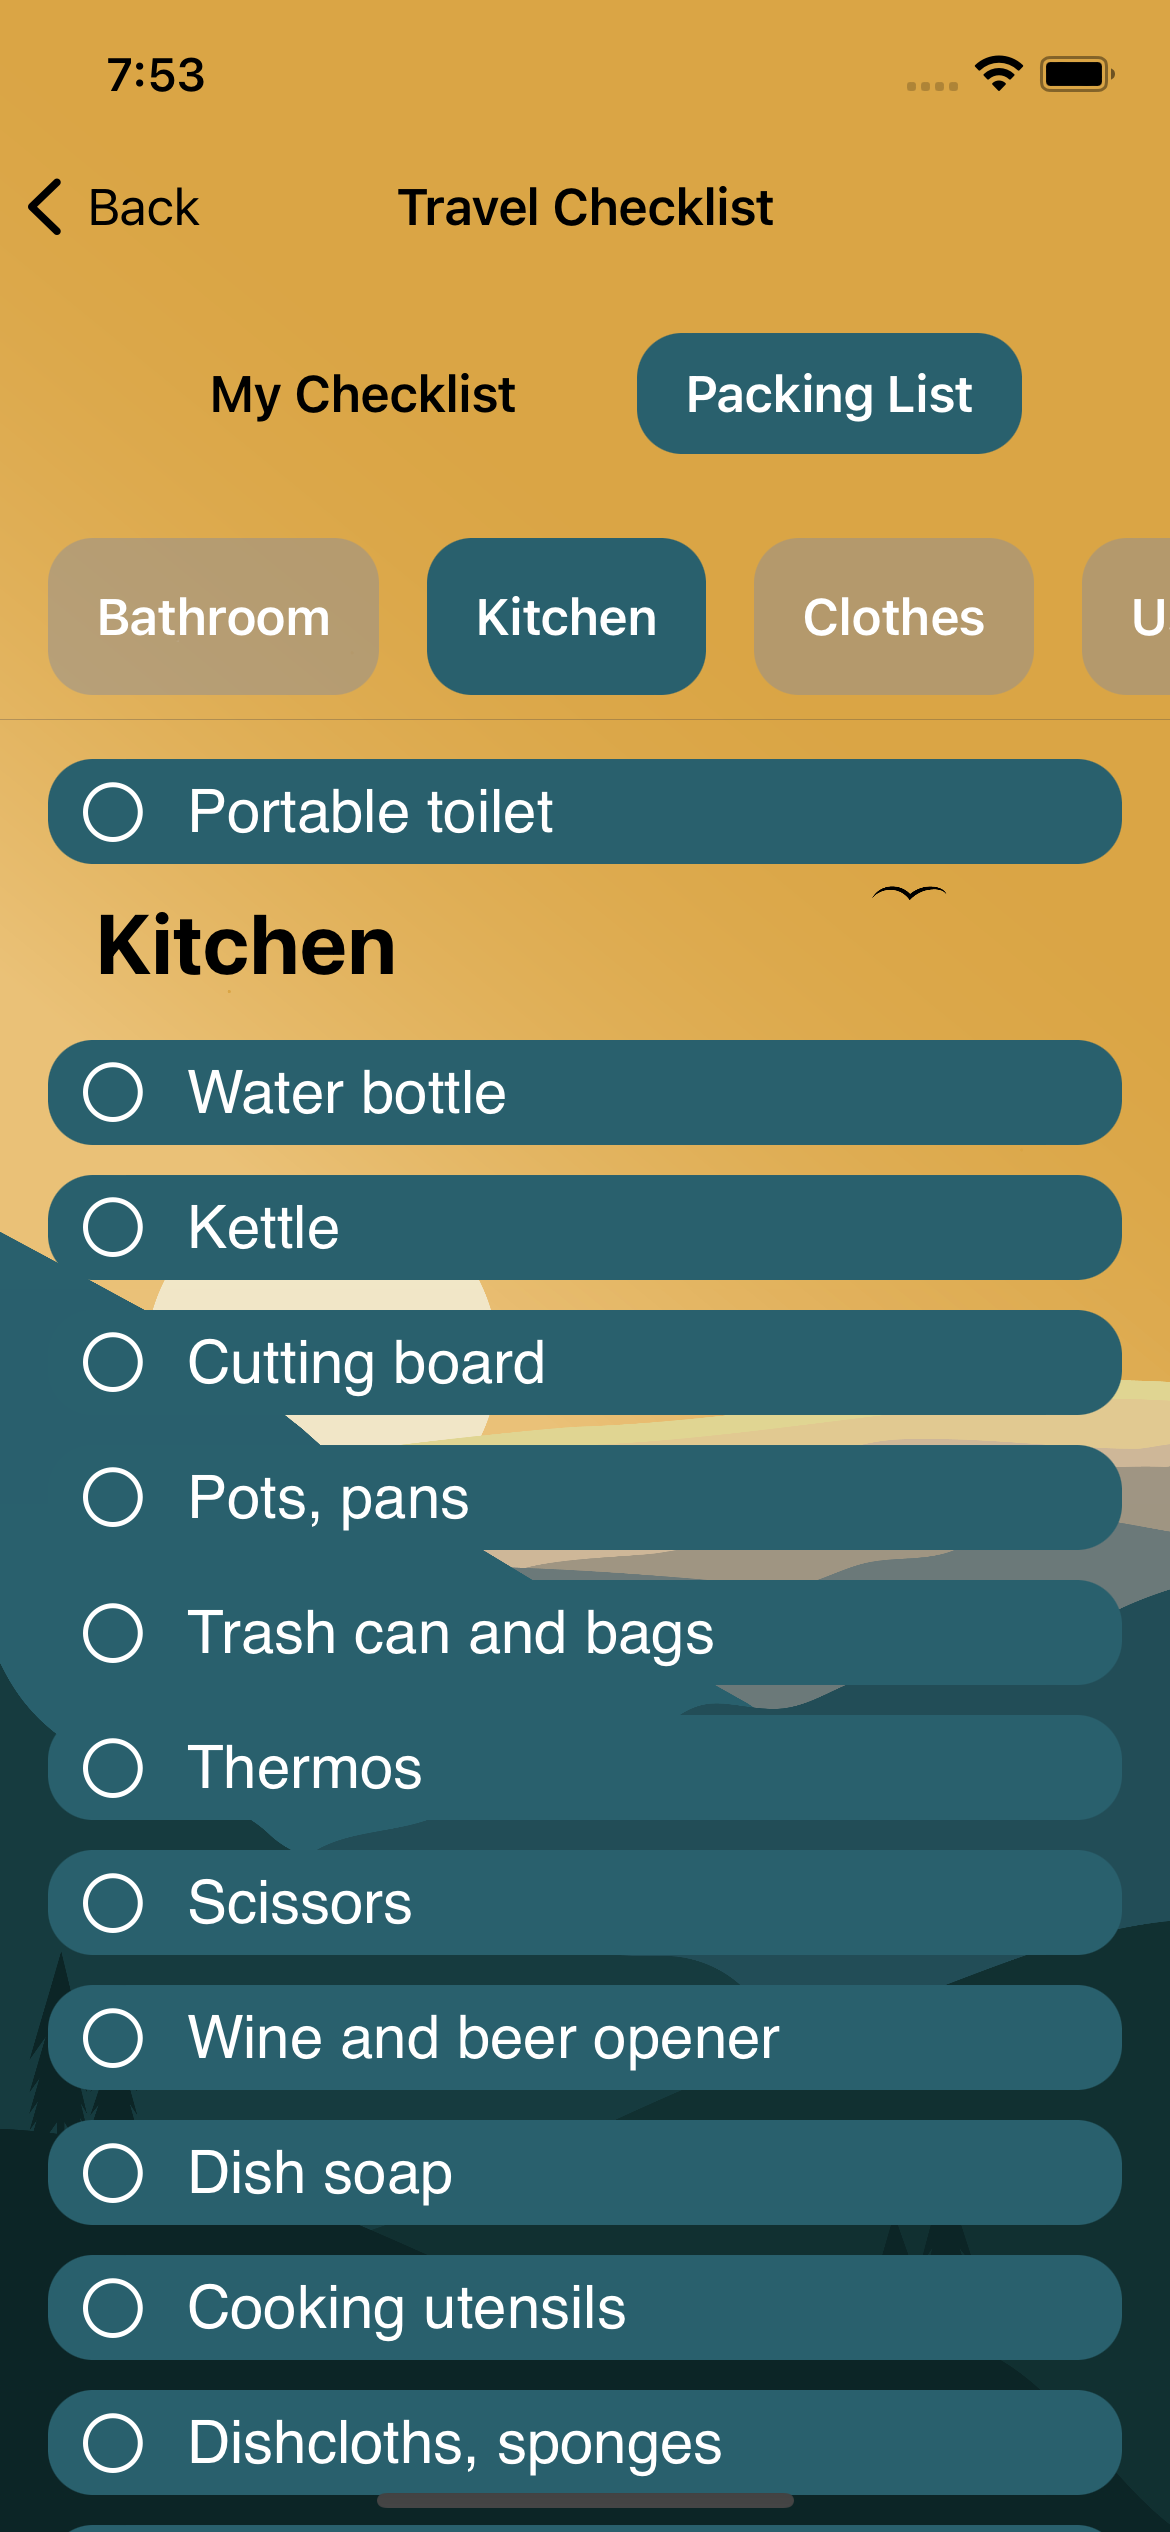 7:53
Back
Travel Checklist
My Checklist
Packing List
Bathroom
Kitchen
Clothes
U
Portable toilet
Kitchen
Water bottle
Kettle
Cutting board
Pots, pans
Trash can and bags
Thermos
Scissors
Wine and beer opener
Dish soap
Cooking utensils
Dishcloths, sponges